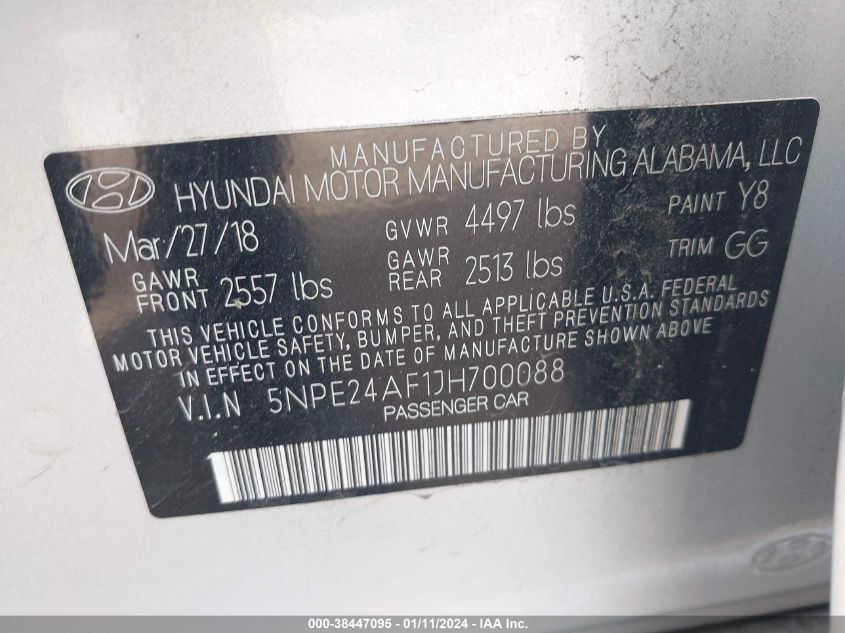 MANUFACTURED BY
HYUNDAI MOTOR MANUFACTURING ALABAMA, LLC
Mar/27/18 GVWR 4497 lbs PAINT Y8
GAWR FRONT 2557 lbs GAWR REAR 2513 lbs TRIM GG
THIS VEHICLE CONFORMS TO ALL APPLICABLE U.S.A. FEDERAL
MOTOR VEHICLE SAFETY, BUMPER, AND THEFT PREVENTION STANDARDS
IN EFFECT ON THE DATE OF MANUFACTURE SHOWN ABOVE
V.I.N 5NPE24AF1JH700088
PASSENGER CAR
000-38447095 - 01/11/2024 - IAA Inc.